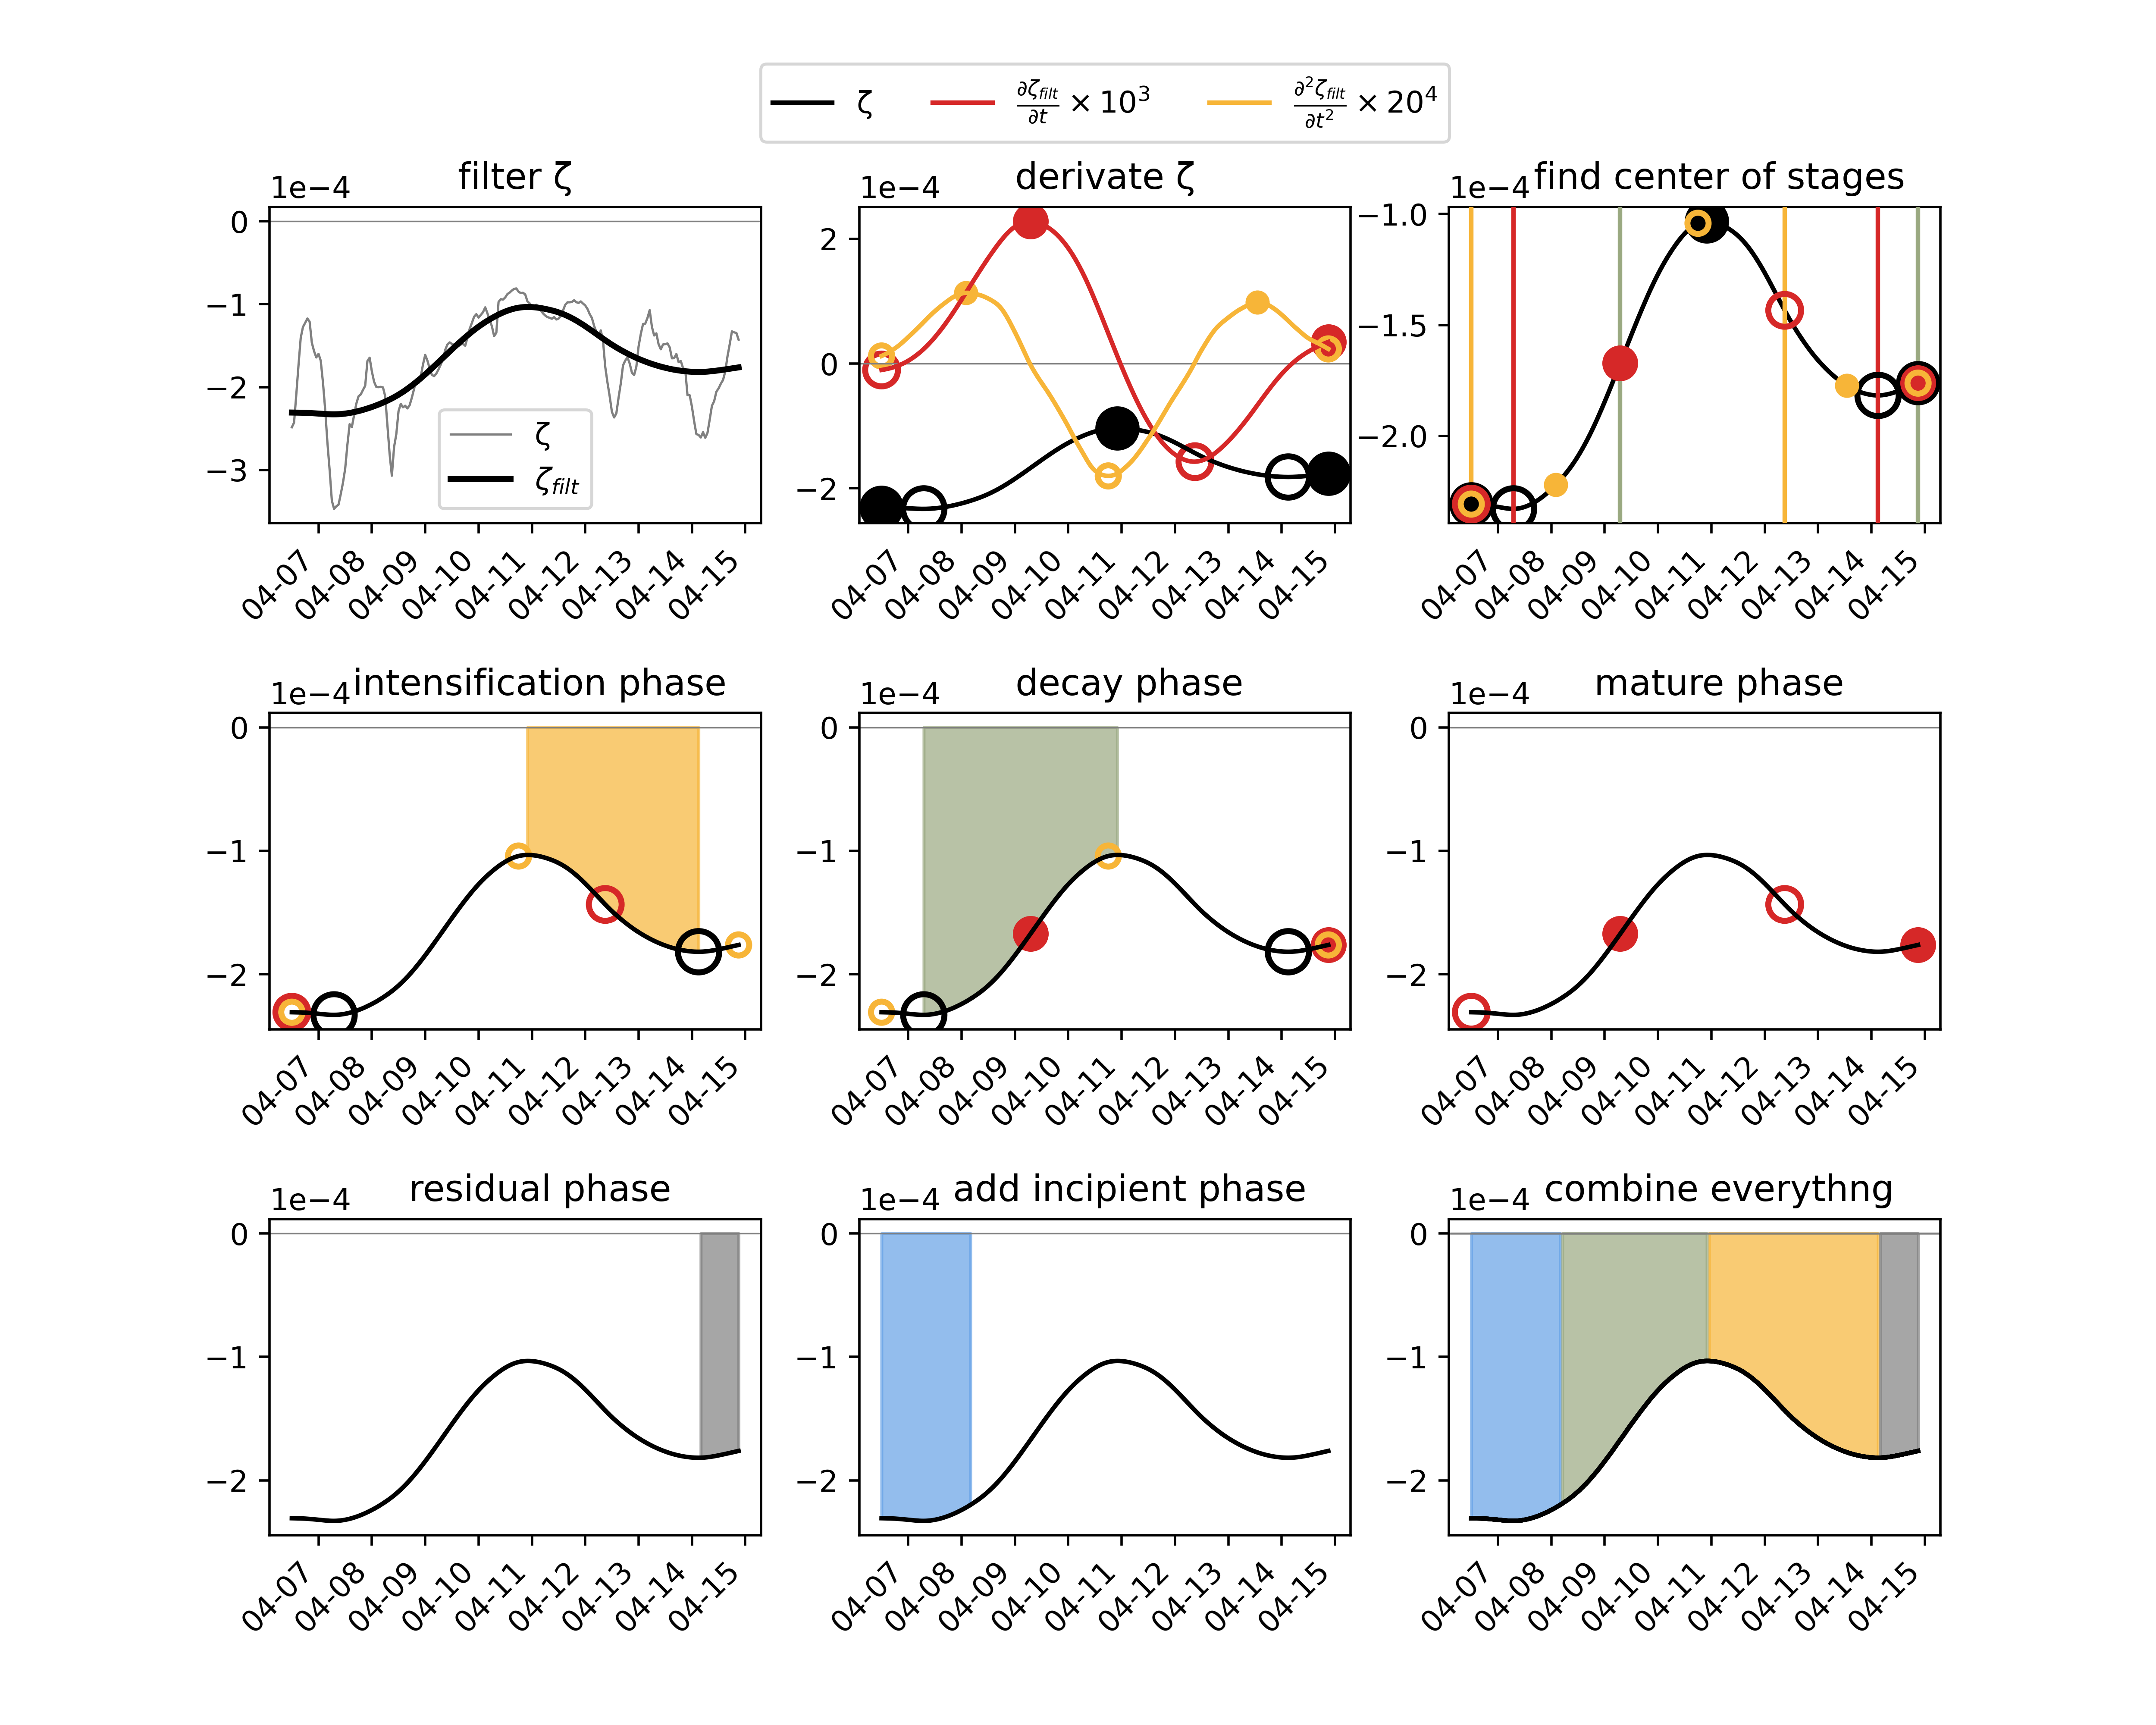 ζ   ∂ζ_filt/∂t × 10³   ∂²ζ_filt/∂t² × 20⁴
filter ζ
1e−4
0
−1
−2
−3
ζ
ζ_filt
04-07 04-08 04-09 04-10 04-11 04-12 04-13 04-14 04-15
derivate ζ
1e−4
2
0
−2
04-07 04-08 04-09 04-10 04-11 04-12 04-13 04-14 04-15
find center of stages
1e−4
−1.0
−1.5
−2.0
04-07 04-08 04-09 04-10 04-11 04-12 04-13 04-14 04-15
intensification phase
1e−4
0
−1
−2
04-07 04-08 04-09 04-10 04-11 04-12 04-13 04-14 04-15
decay phase
1e−4
0
−1
−2
04-07 04-08 04-09 04-10 04-11 04-12 04-13 04-14 04-15
mature phase
1e−4
0
−1
−2
04-07 04-08 04-09 04-10 04-11 04-12 04-13 04-14 04-15
residual phase
1e−4
0
−1
−2
04-07 04-08 04-09 04-10 04-11 04-12 04-13 04-14 04-15
add incipient phase
1e−4
0
−1
−2
04-07 04-08 04-09 04-10 04-11 04-12 04-13 04-14 04-15
combine everythng
1e−4
0
−1
−2
04-07 04-08 04-09 04-10 04-11 04-12 04-13 04-14 04-15